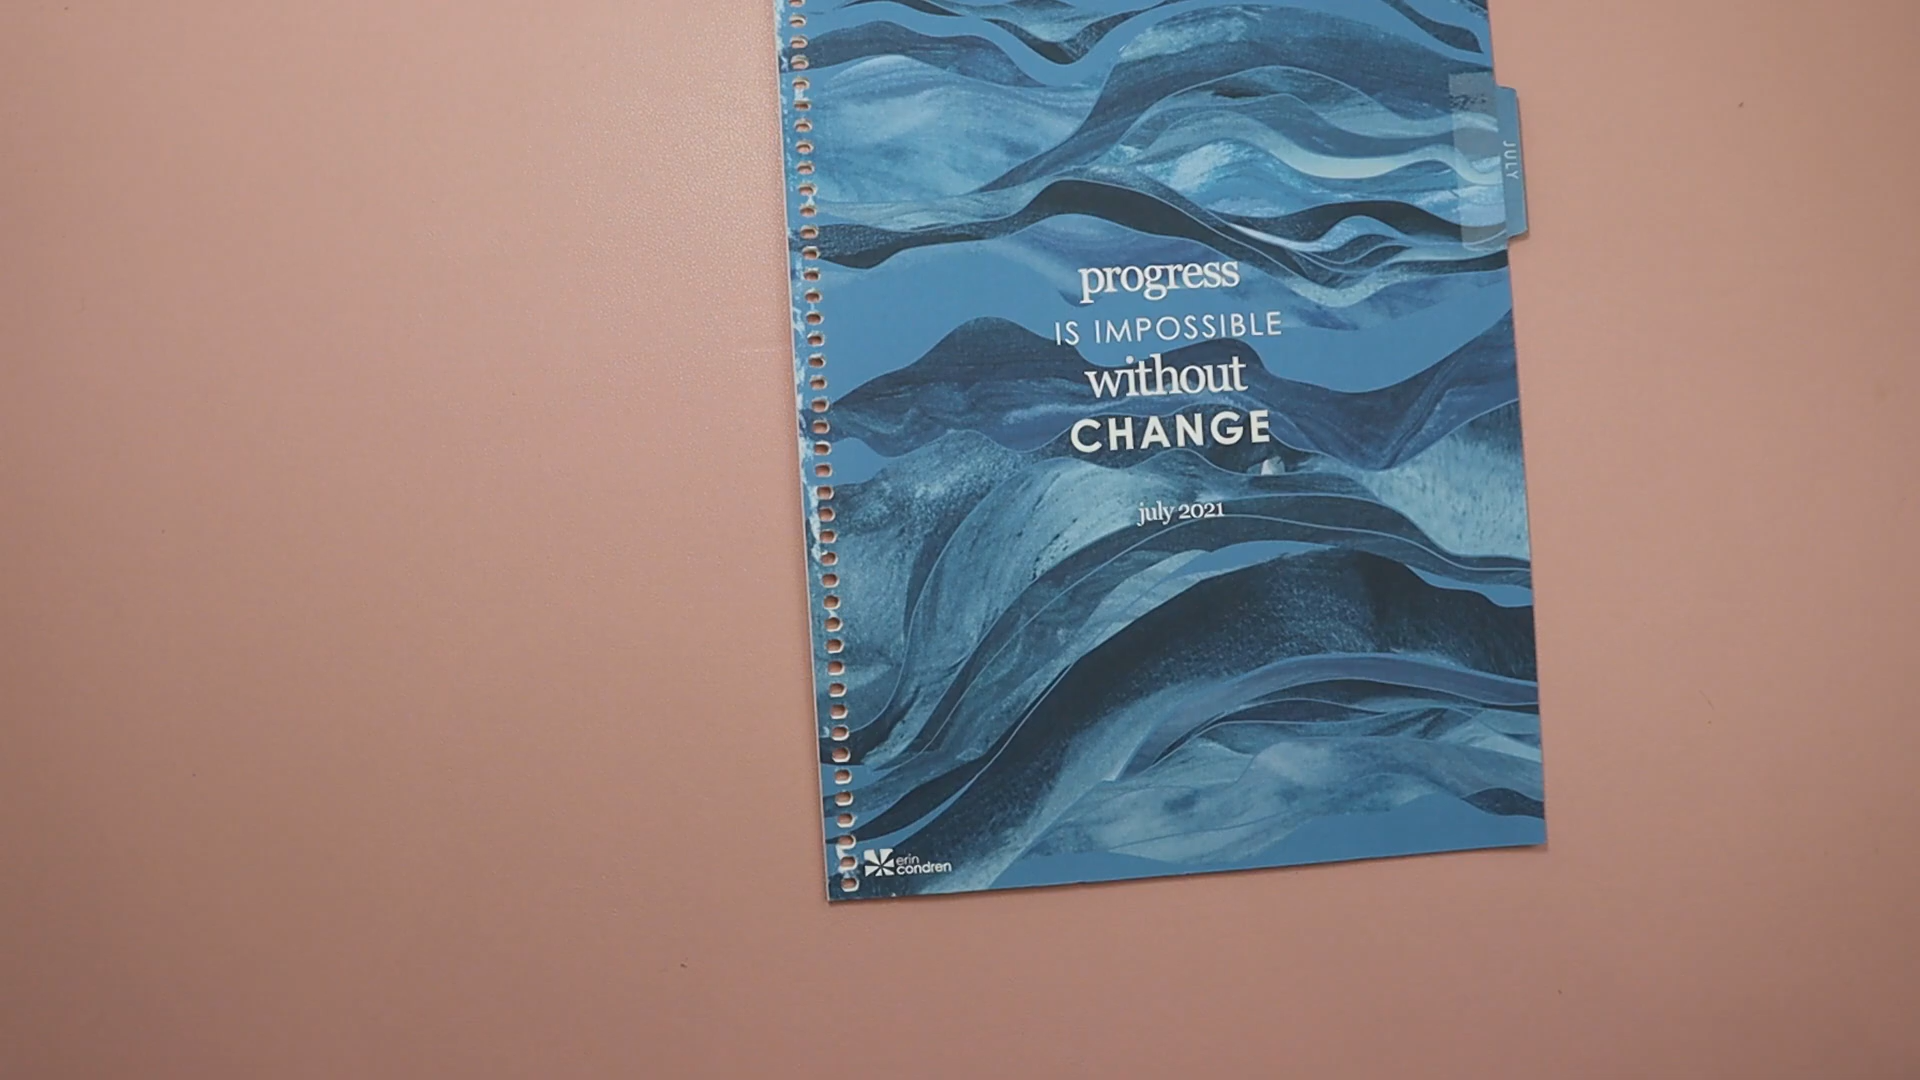 JULY
progress
IS IMPOSSIBLE
without
CHANGE
july 2021
erin
condren